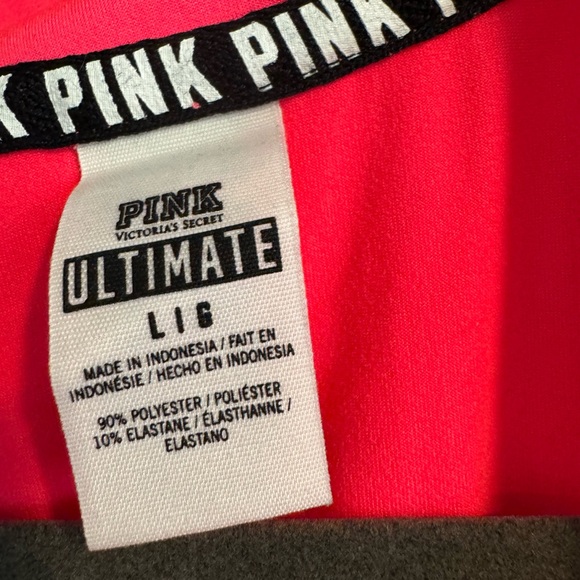 K PINK PINK P
PINK
VICTORIA'S SECRET
ULTIMATE
L I G
MADE IN INDONESIA / FAIT EN
INDONÉSIE / HECHO EN INDONESIA
90% POLYESTER / POLIÉSTER
10% ELASTANE / ÉLASTHANNE /
ELASTANO